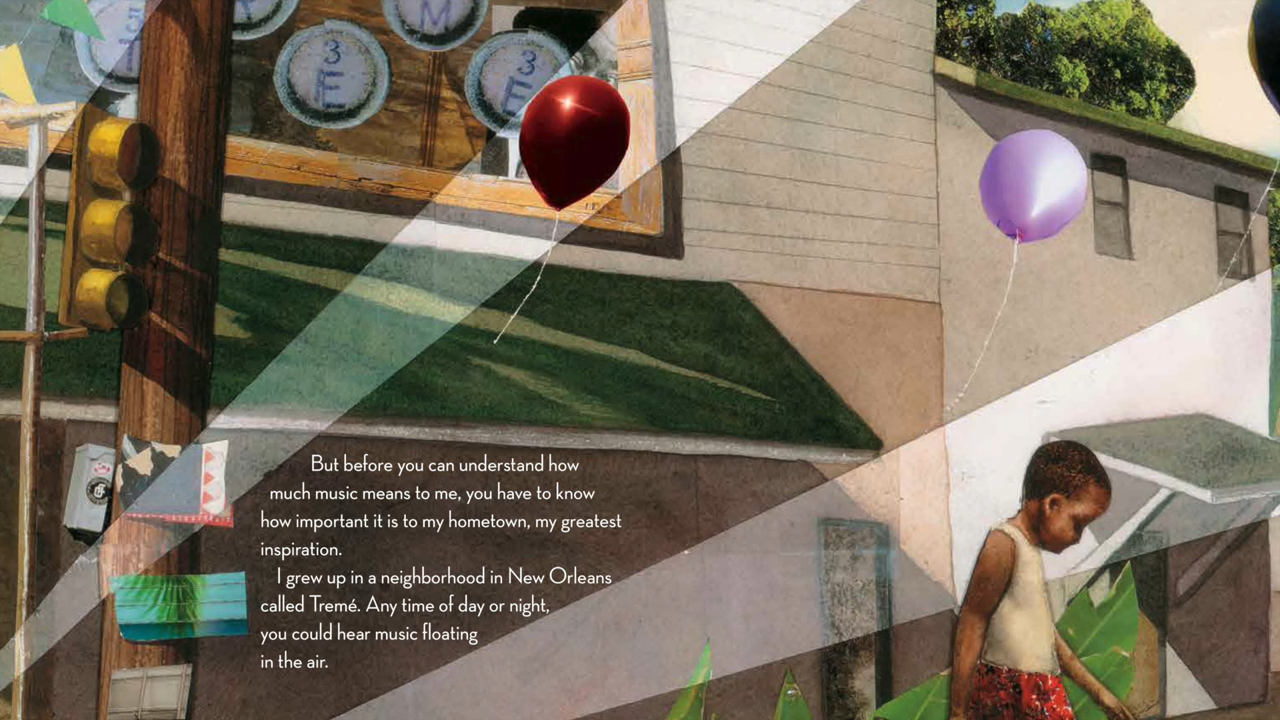 M
3
E
3
E
But before you can understand how
much music means to me, you have to know
how important it is to my hometown, my greatest
inspiration.
I grew up in a neighborhood in New Orleans
called Tremé. Any time of day or night,
you could hear music floating
in the air.